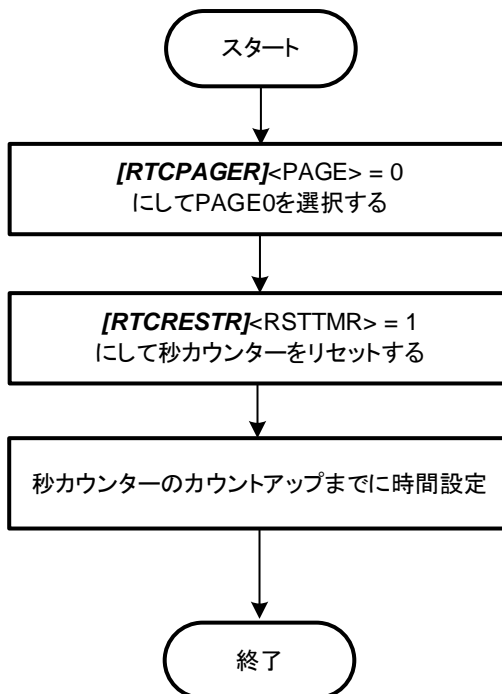 スタート
[RTCPAGER]<PAGE> = 0
にしてPAGE0を選択する
[RTCRESTR]<RSTTMR> = 1
にして秒カウンターをリセットする
秒カウンターのカウントアップまでに時間設定
終了